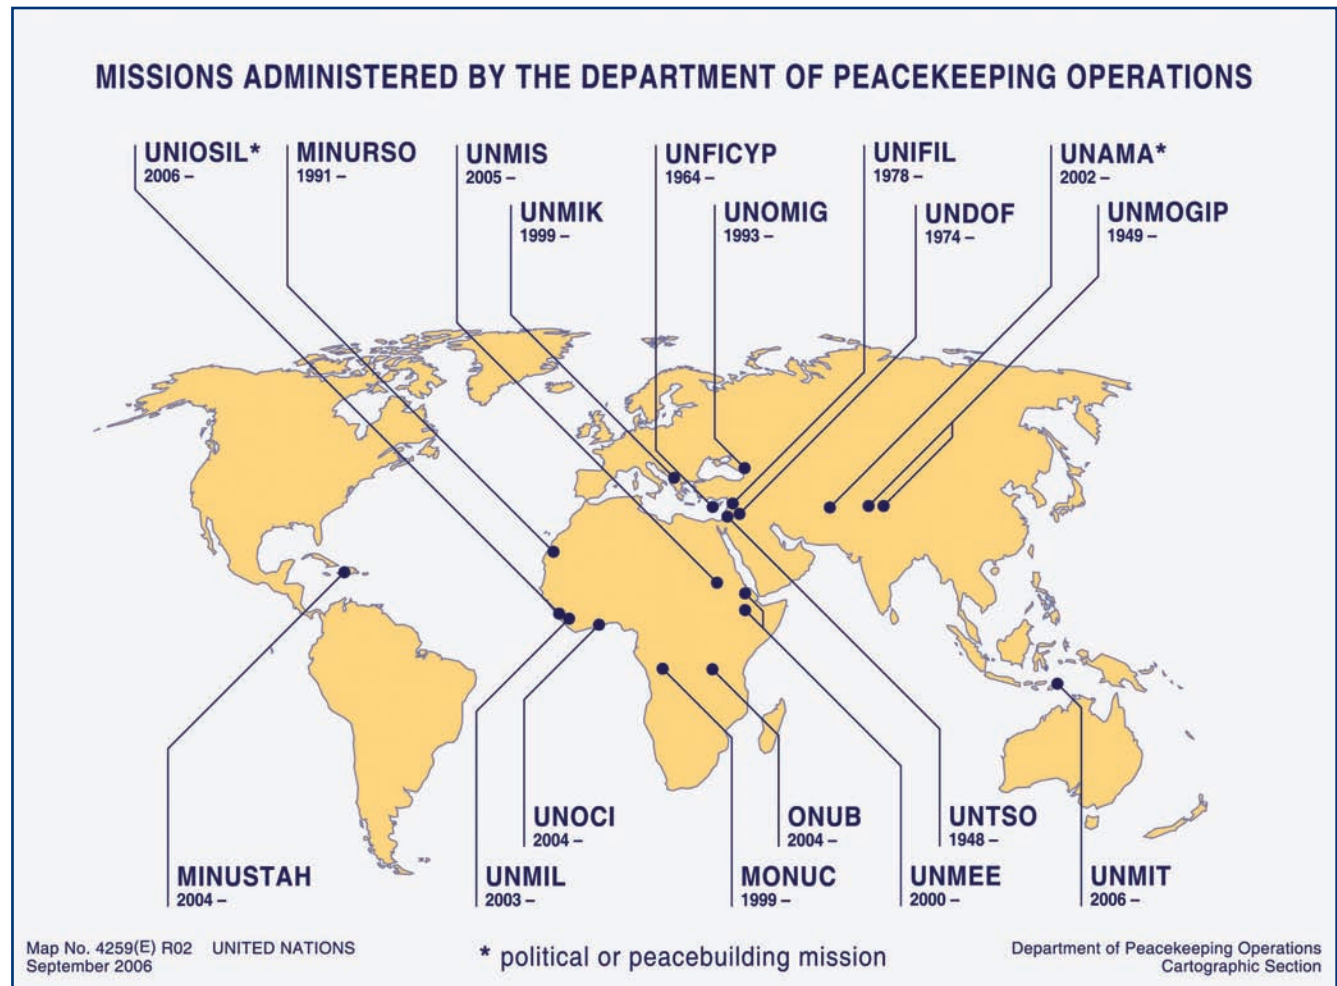 MISSIONS ADMINISTERED BY THE DEPARTMENT OF PEACEKEEPING OPERATIONS
UNIOSIL*
2006 –
MINURSO
1991 –
UNMIS
2005 –
UNFICYP
1964 –
UNIFIL
1978 –
UNAMA*
2002 –
UNMIK
1999 –
UNOMIG
1993 –
UNDOF
1974 –
UNMOGIP
1949 –
UNOCI
2004 –
ONUB
2004 –
UNTSO
1948 –
MINUSTAH
2004 –
UNMIL
2003 –
MONUC
1999 –
UNMEE
2000 –
UNMIT
2006 –
Map No. 4259(E) R02 UNITED NATIONS
September 2006
* political or peacebuilding mission
Department of Peacekeeping Operations
Cartographic Section